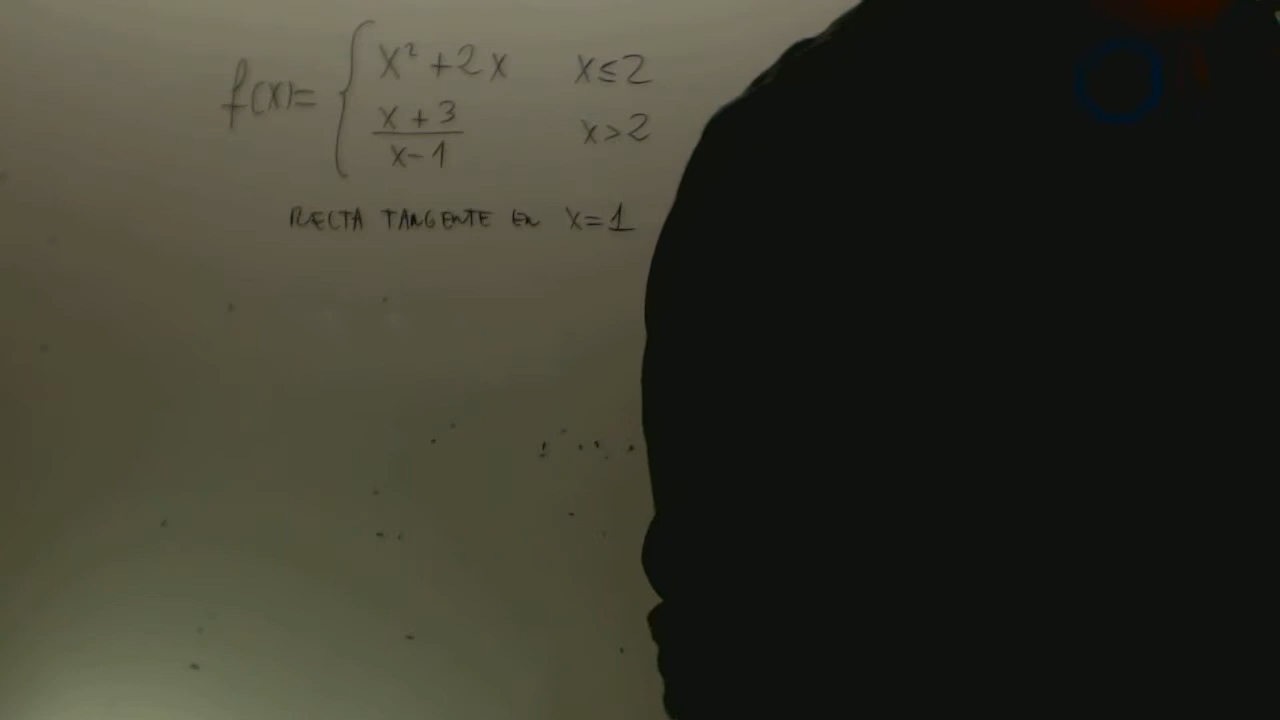 f(x)= { x² + 2x   x ≤ 2
x + 3 / x - 1   x > 2
RECTA TANGENTE EN x = 1